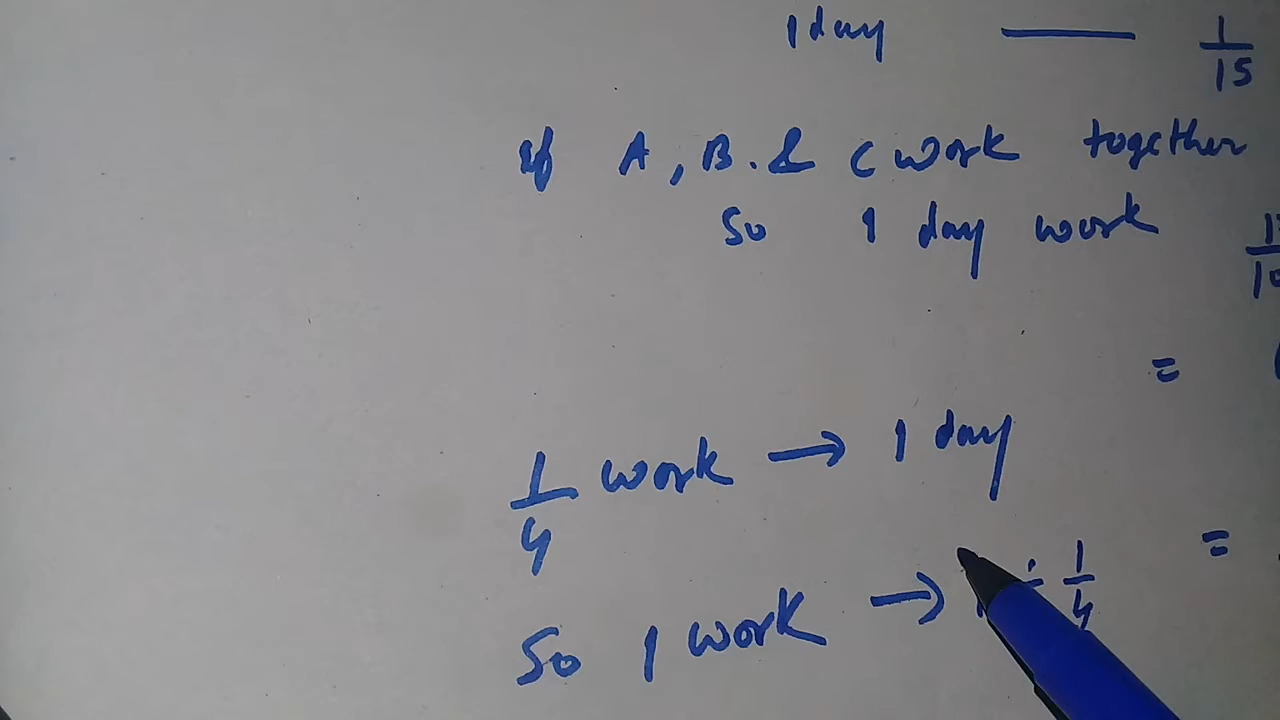 1 day — 1/15
If A, B. & C work together
So 1 day work
=
1/4 work → 1 day
=
So 1 work → ÷ 1/4